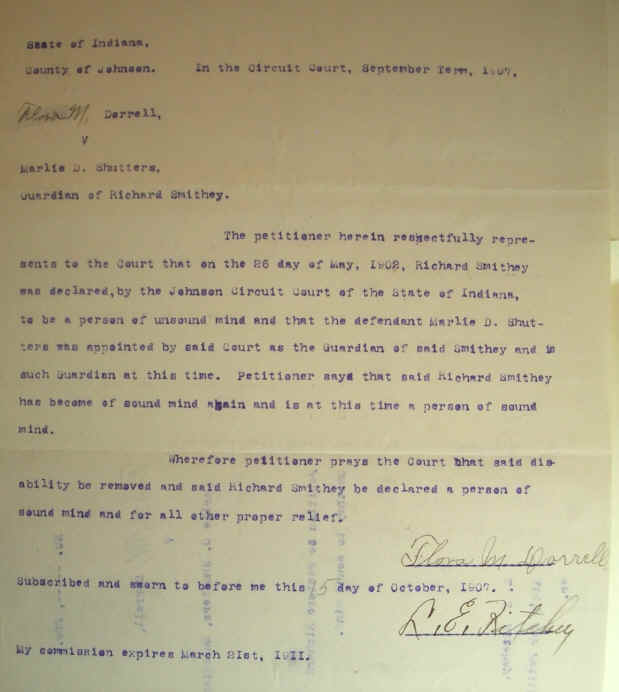 State of Indiana,
County of Johnson. In the Circuit Court, September Term, 1907.
Flora M. Dorrell,
V
Marlie D. Shutters,
Guardian of Richard Smithey.
The petitioner herein respectfully repre-
sents to the Court that on the 26 day of May, 1902, Richard Smithey
was declared, by the Johnson Circuit Court of the State of Indiana,
to be a person of unsound mind and that the defendant Marlie D. Shut-
ters was appointed by said Court as the Guardian of said Smithey and is
such Guardian at this time. Petitioner says that said Richard Smithey
has become of sound mind again and is at this time a person of sound
mind.
Wherefore petitioner prays the Court that said dis-
ability be removed and said Richard Smithey be declared a person of
sound mind and for all other proper relief.
Flora M Dorrell
Subscribed and sworn to before me this 15 day of October, 1907.
L. E. Ritchey
My commission expires March 21st, 1911.